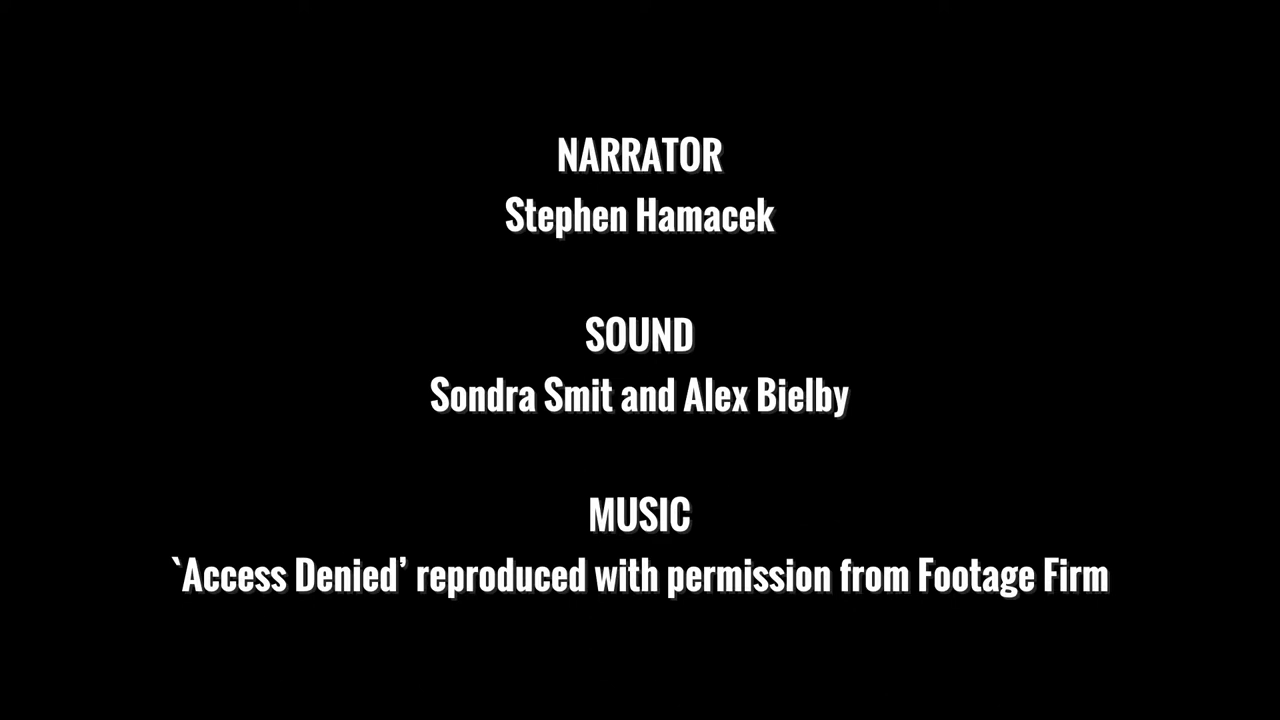 NARRATOR
Stephen Hamacek
SOUND
Sondra Smit and Alex Bielby
MUSIC
`Access Denied’ reproduced with permission from Footage Firm